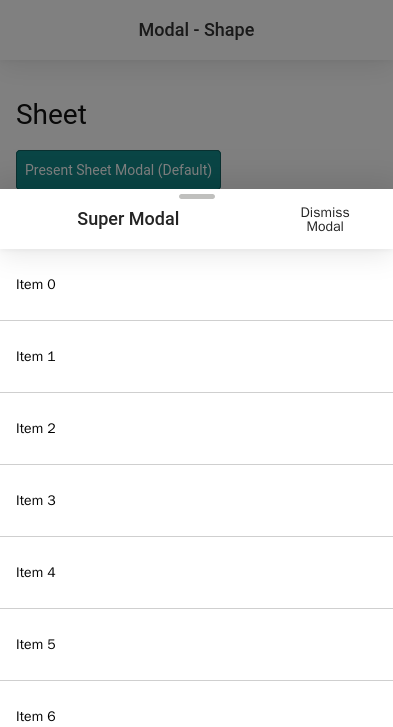 Modal - Shape
Sheet
Present Sheet Modal (Default)
Super Modal
Dismiss
Modal
Item 0
Item 1
Item 2
Item 3
Item 4
Item 5
Item 6